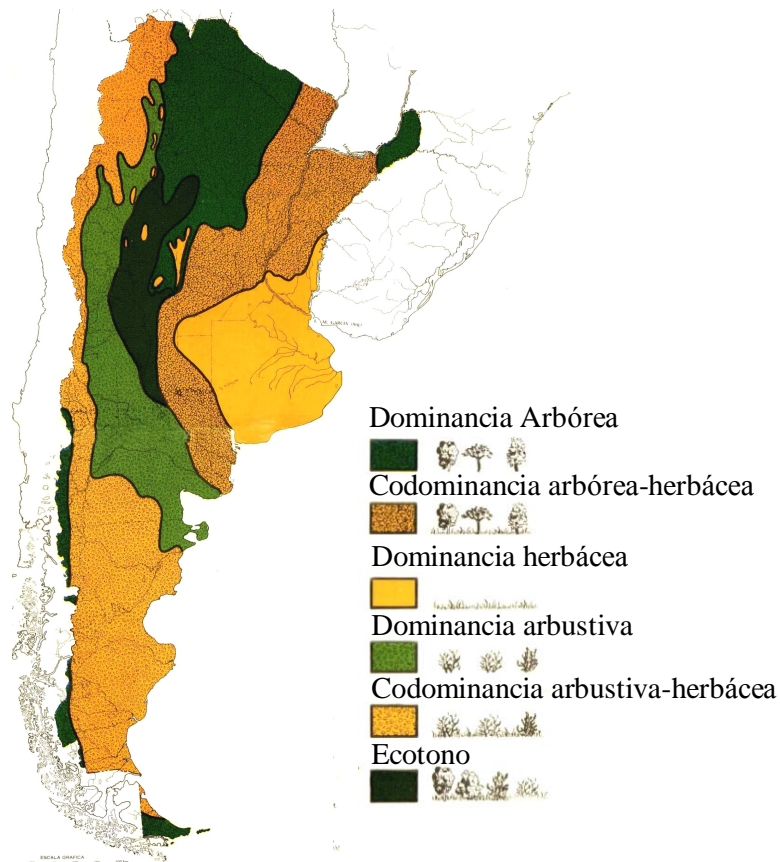 Dominancia Arbórea
Codominancia arbórea-herbácea
Dominancia herbácea
Dominancia arbustiva
Codominancia arbustiva-herbácea
Ecotono
ESCALA GRAFICA